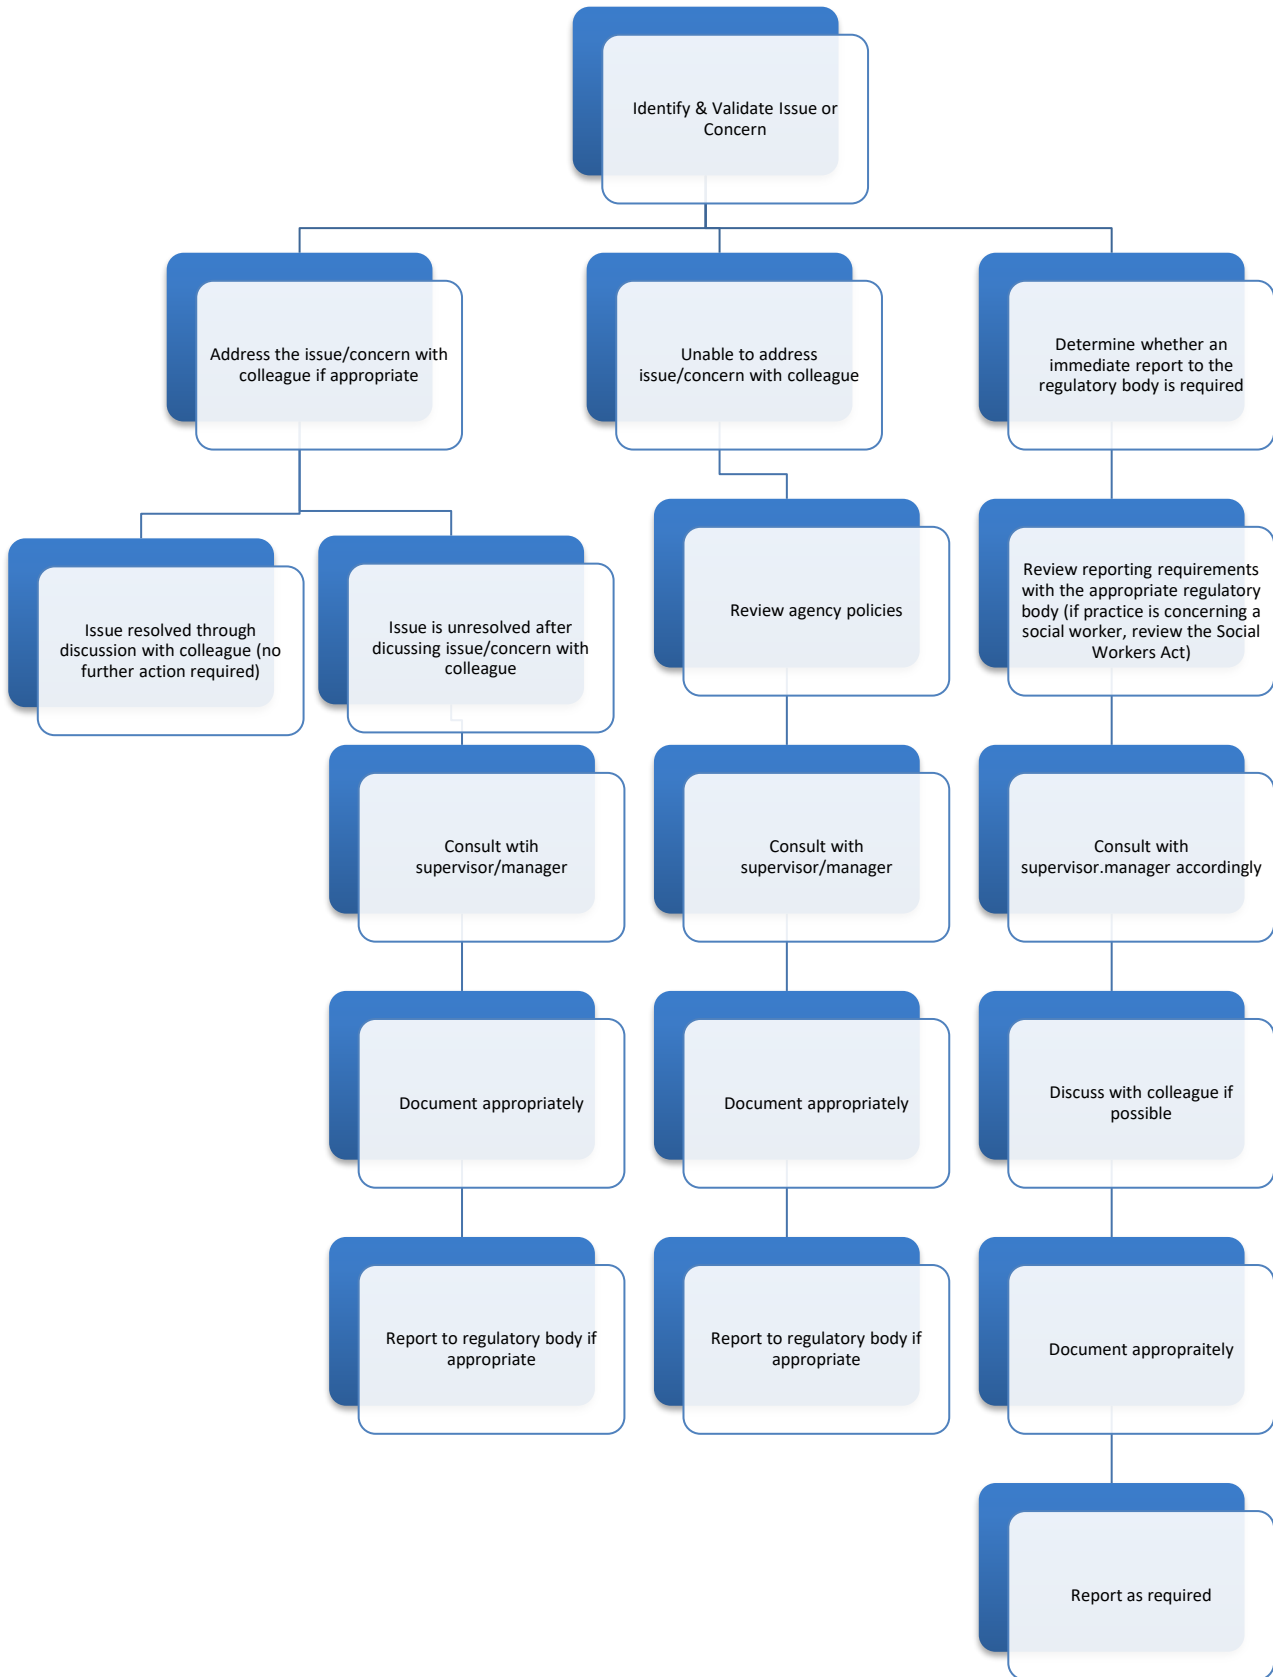 Identify & Validate Issue or
Concern
Address the issue/concern with
colleague if appropriate
Unable to address
issue/concern with colleague
Determine whether an
immediate report to the
regulatory body is required
Issue resolved through
discussion with colleague (no
further action required)
Issue is unresolved after
dicussing issue/concern with
colleague
Review agency policies
Review reporting requirements
with the appropriate regulatory
body (if practice is concerning a
social worker, review the Social
Workers Act)
Consult wtih
supervisor/manager
Consult with
supervisor/manager
Consult with
supervisor.manager accordingly
Document appropriately
Document appropriately
Discuss with colleague if
possible
Report to regulatory body if
appropriate
Report to regulatory body if
appropriate
Document appropraitely
Report as required